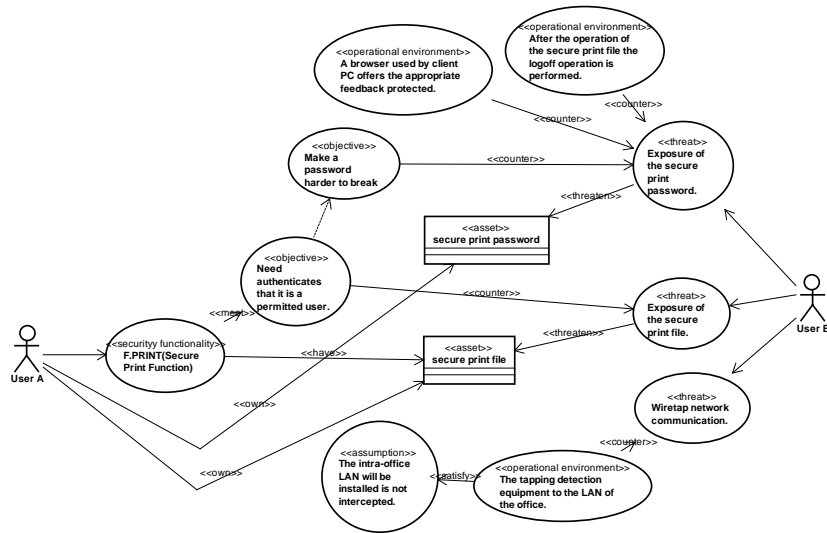 <<operational environment>>
After the operation of
the secure print file the
logoff operation is
performed.
<<operational environment>>
A browser used by client
PC offers the appropriate
feedback protected.
<<counter>>
<<counter>>
<<objective>>
Make a
password
harder to break
<<counter>>
<<threat>>
Exposure of
the secure
print
password.
<<threaten>>
<<asset>>
secure print password
<<objective>>
Need
authenticates
that it is a
permitted user.
<<counter>>
<<threat>>
Exposure of
the secure
print file.
User B
<<meet>>
<<threaten>>
<<securityy functionality>>
F.PRINT(Secure
Print Function)
<<have>>
<<asset>>
secure print file
User A
<<own>>
<<threat>>
Wiretap network
communication.
<<counter>>
<<own>>
<<assumption>>
The intra-office
LAN will be
installed is not
intercepted.
<<satisfy>>
<<operational environment>>
The tapping detection
equipment to the LAN of
the office.